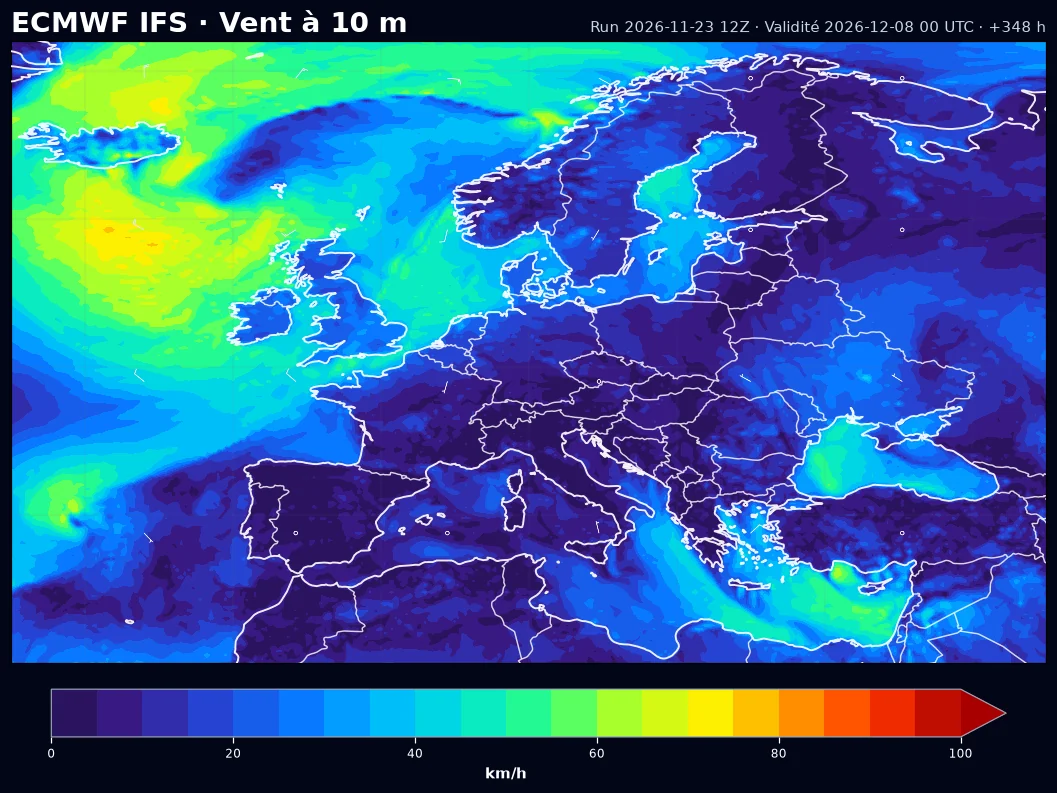 ECMWF IFS · Vent à 10 m
Run 2026-11-23 12Z · Validité 2026-12-08 00 UTC · +348 h
0 20 40 60 80 100
km/h